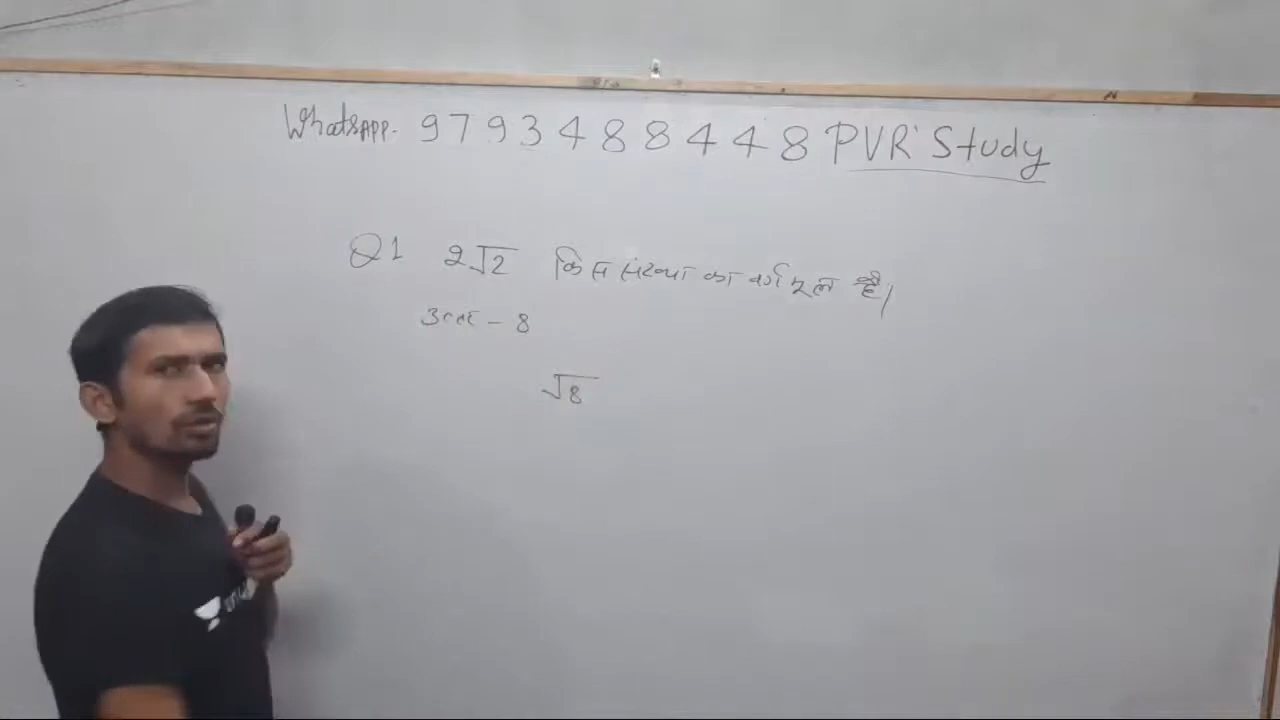 WhatsAPP. 9793488448 PVR Study
Q1 2√2 किस संख्या का वर्गमूल है।
उत्तर - 8
√8